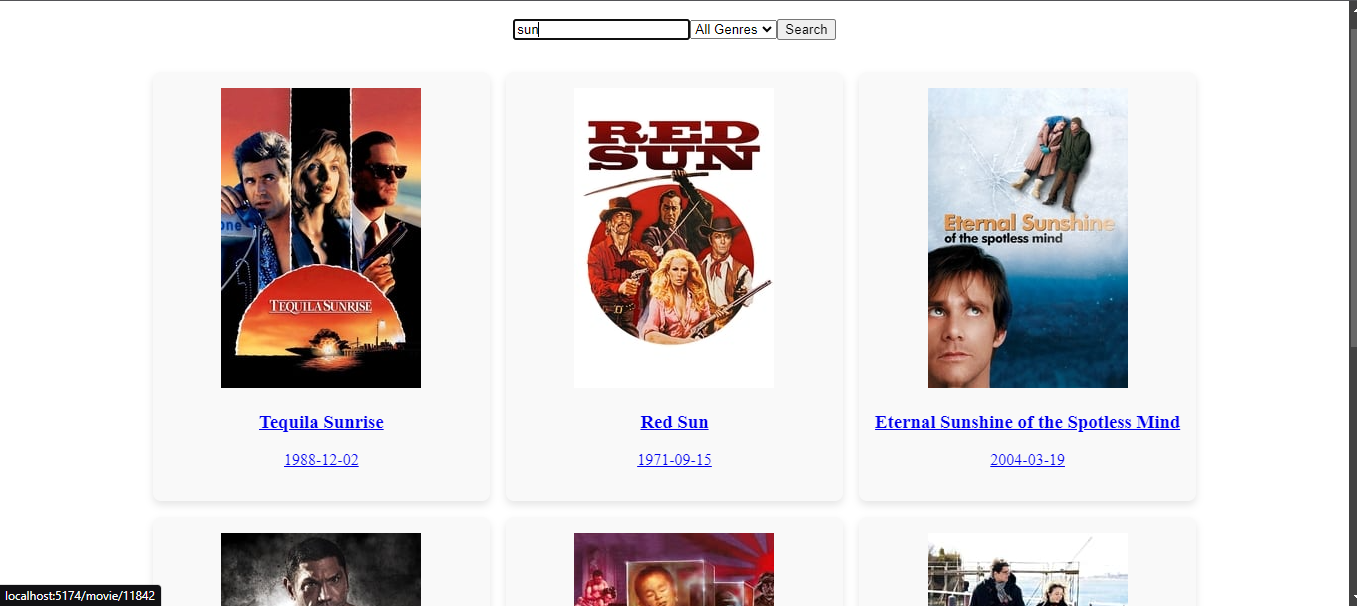 sun All Genres Search
one
TEQUILA SUNRISE
RED
SUN
Eternal Sunshine
of the spotless mind
Tequila Sunrise
Red Sun
Eternal Sunshine of the Spotless Mind
1988-12-02
1971-09-15
2004-03-19
localhost:5174/movie/11842